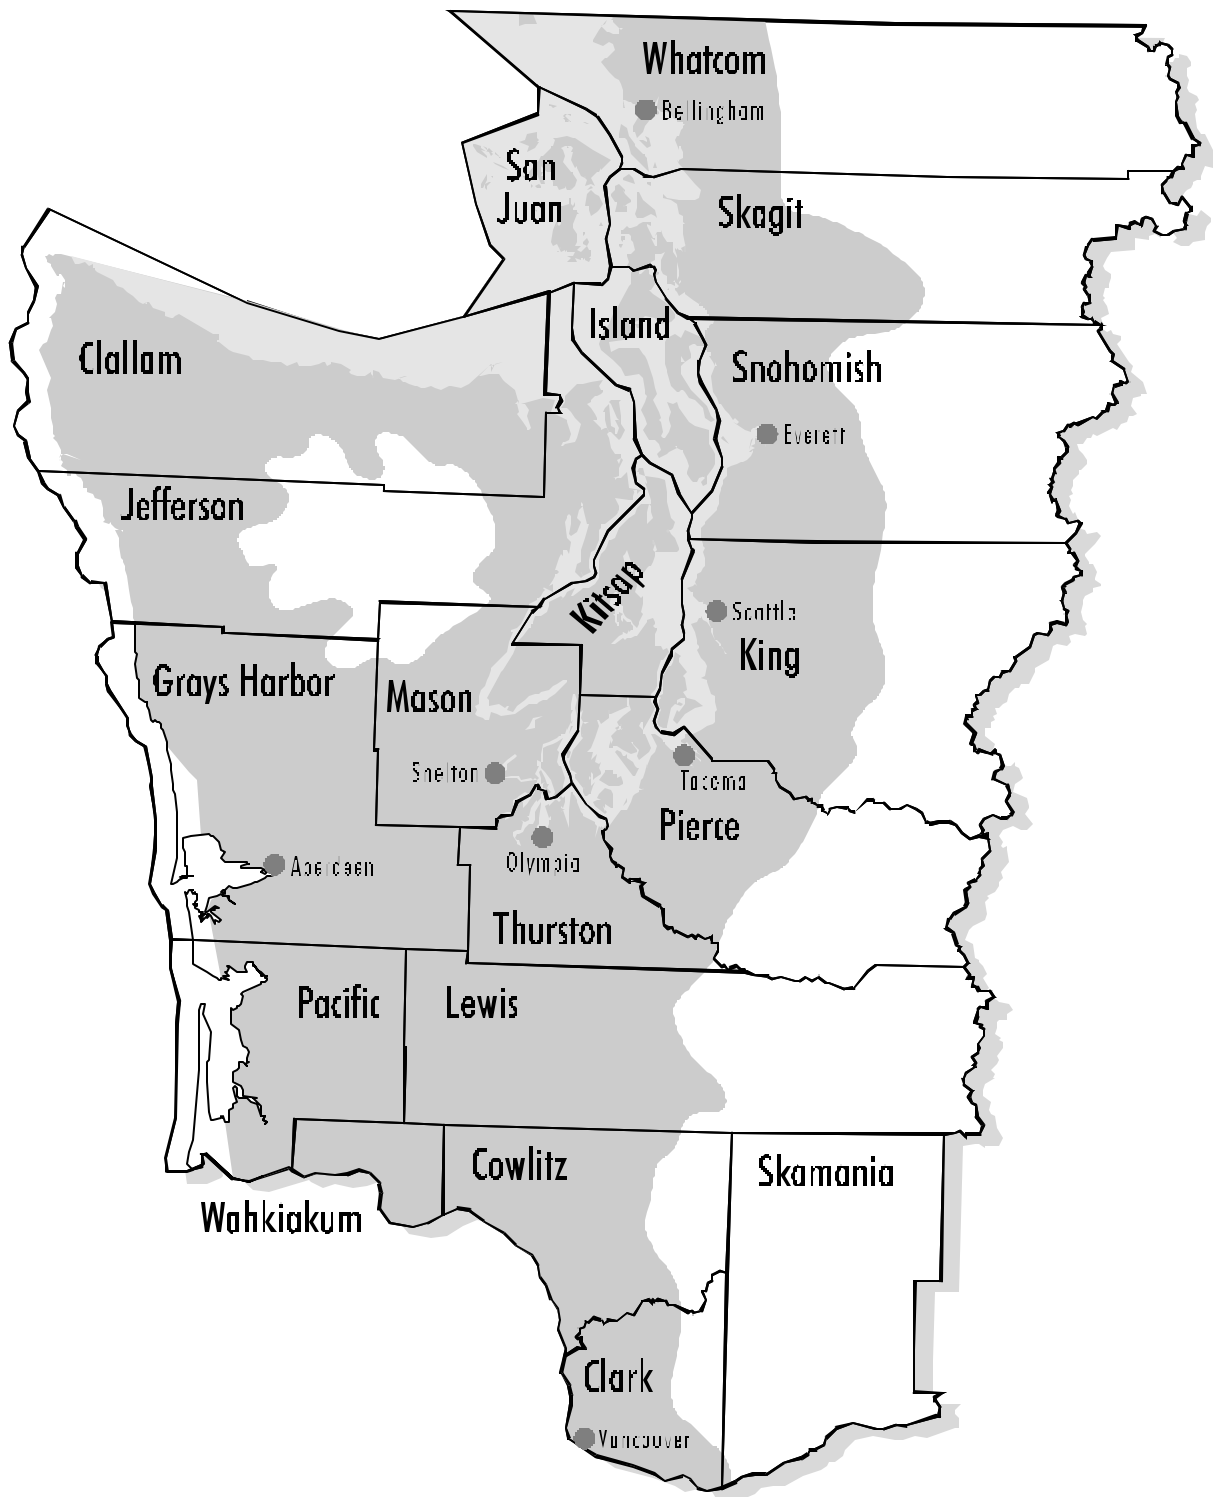 Whatcom
Bellingham
San
Juan
Skagit
Island
Clallam
Snohomish
Everett
Jefferson
Kitsap
Seattle
King
Grays Harbor
Mason
Shelton
Tacoma
Pierce
Aberdeen
Olympia
Thurston
Pacific
Lewis
Cowlitz
Skamania
Wahkiakum
Clark
Vancouver